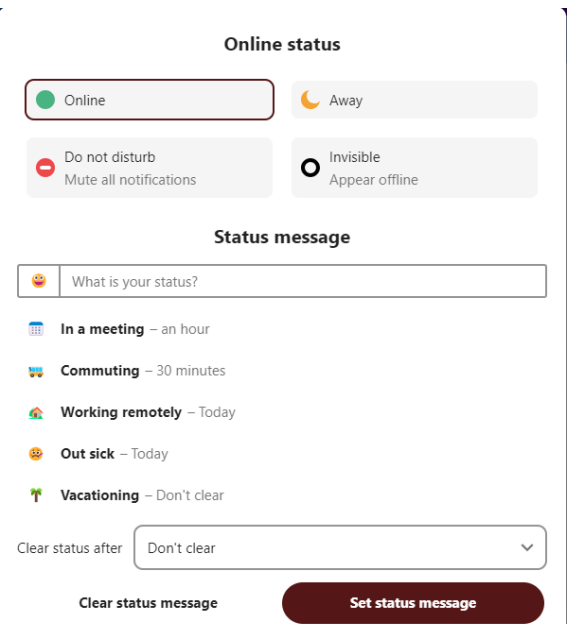 Online status
Online
Away
Do not disturb
Mute all notifications
Invisible
Appear offline
Status message
What is your status?
In a meeting – an hour
Commuting – 30 minutes
Working remotely – Today
Out sick – Today
Vacationing – Don't clear
Clear status after
Don't clear
Clear status message
Set status message